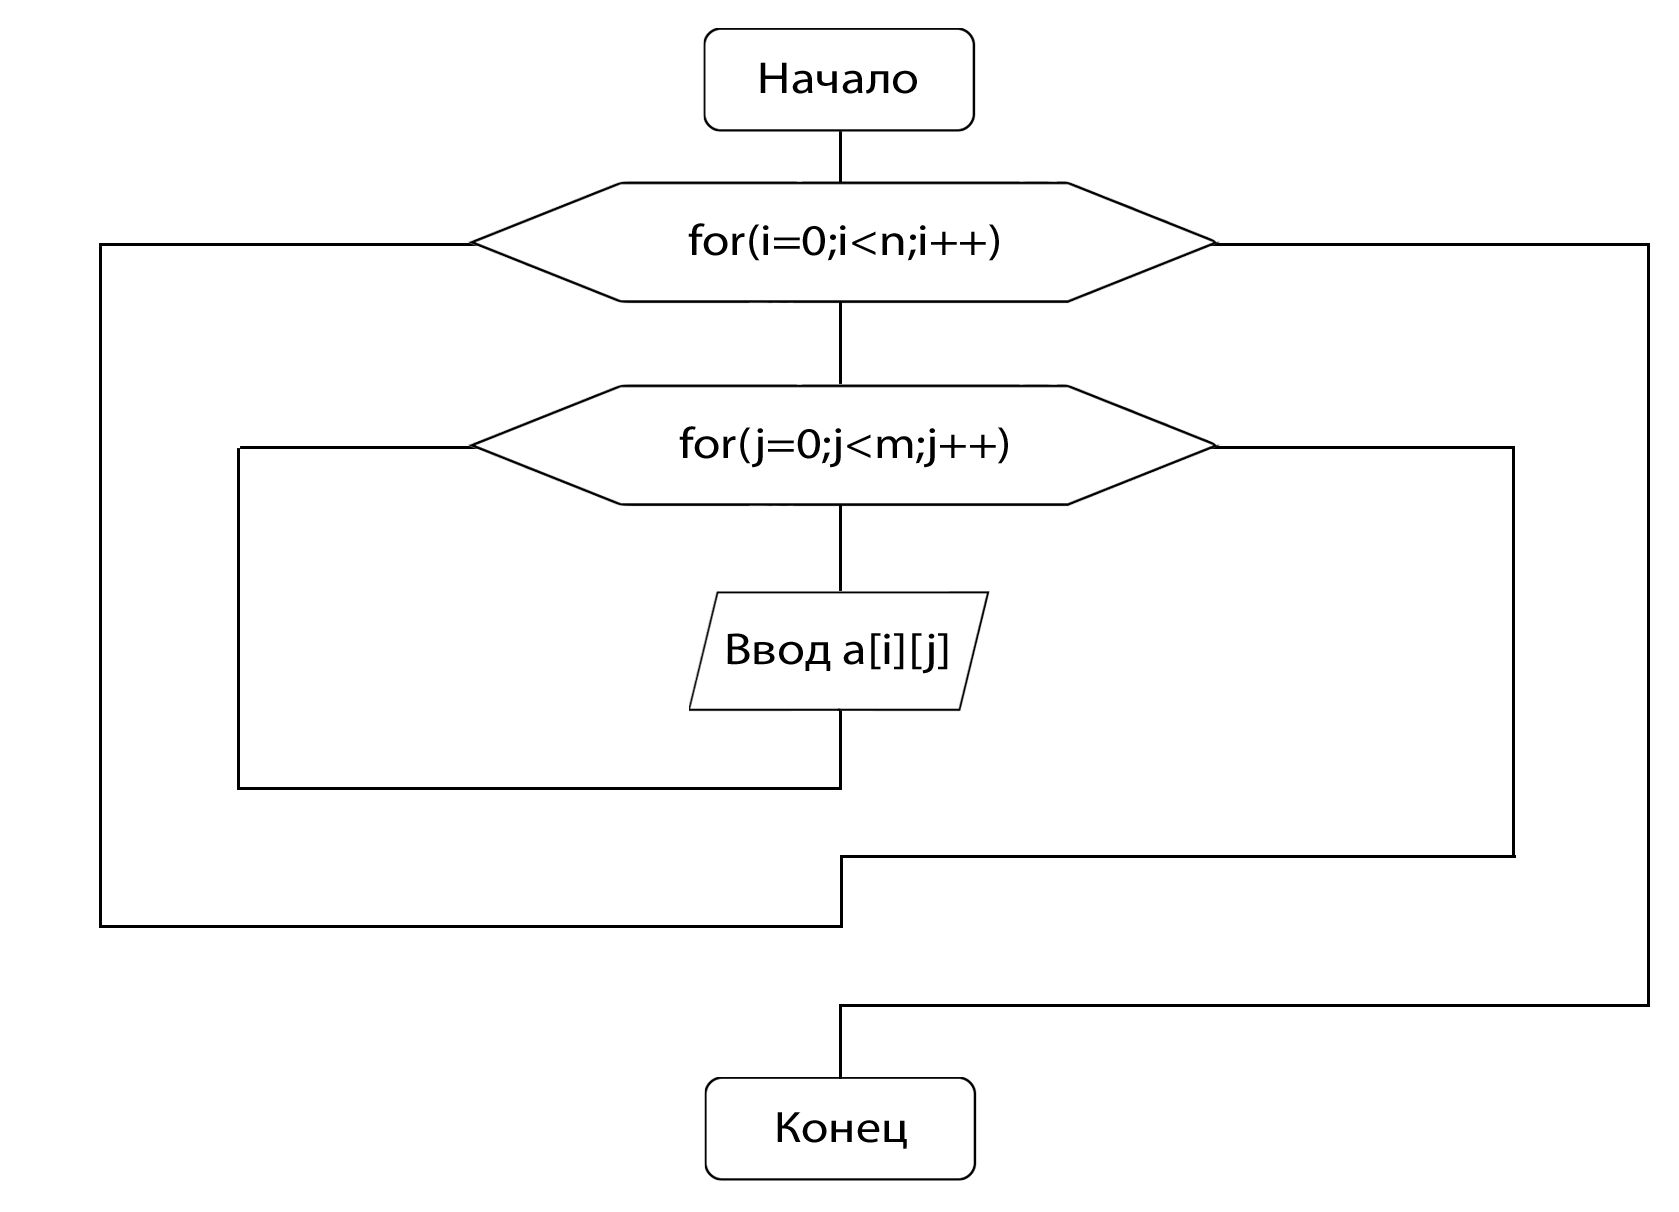 Начало
for(i=0;i<n;i++)
for(j=0;j<m;j++)
Ввод a[i][j]
Конец